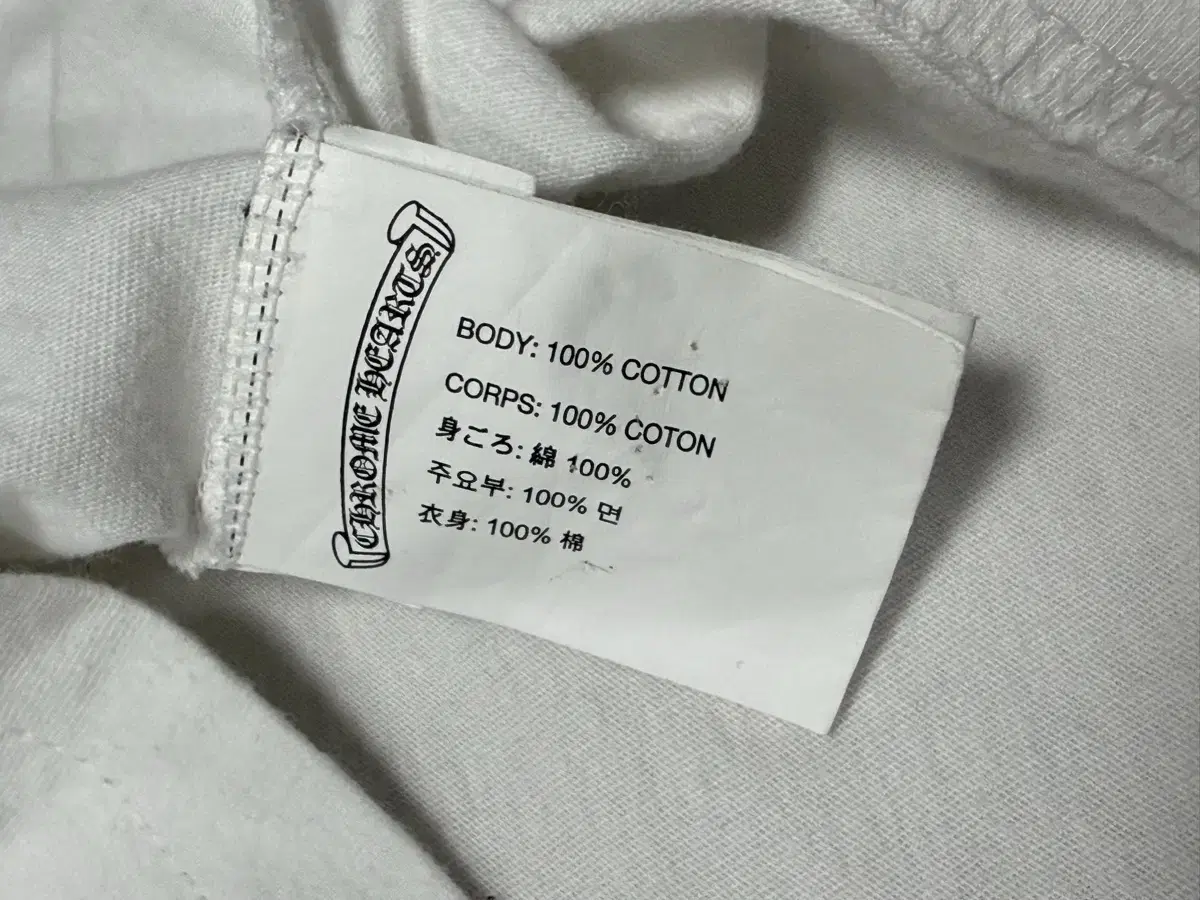 CHROME HEARTS
BODY: 100% COTTON
CORPS: 100% COTON
身ごろ: 綿 100%
주요부: 100% 면
衣身: 100% 棉